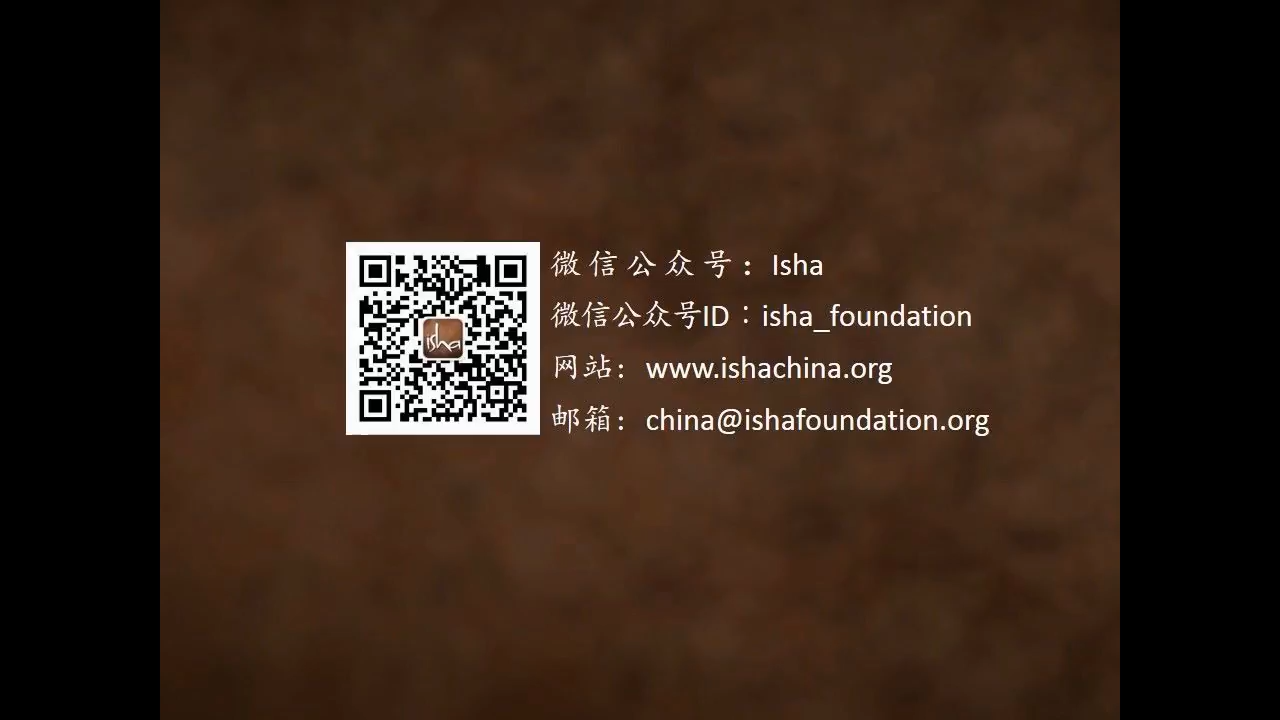 isha
微信公众号：Isha
微信公众号ID：isha_foundation
网站：www.ishachina.org
邮箱：china@ishafoundation.org